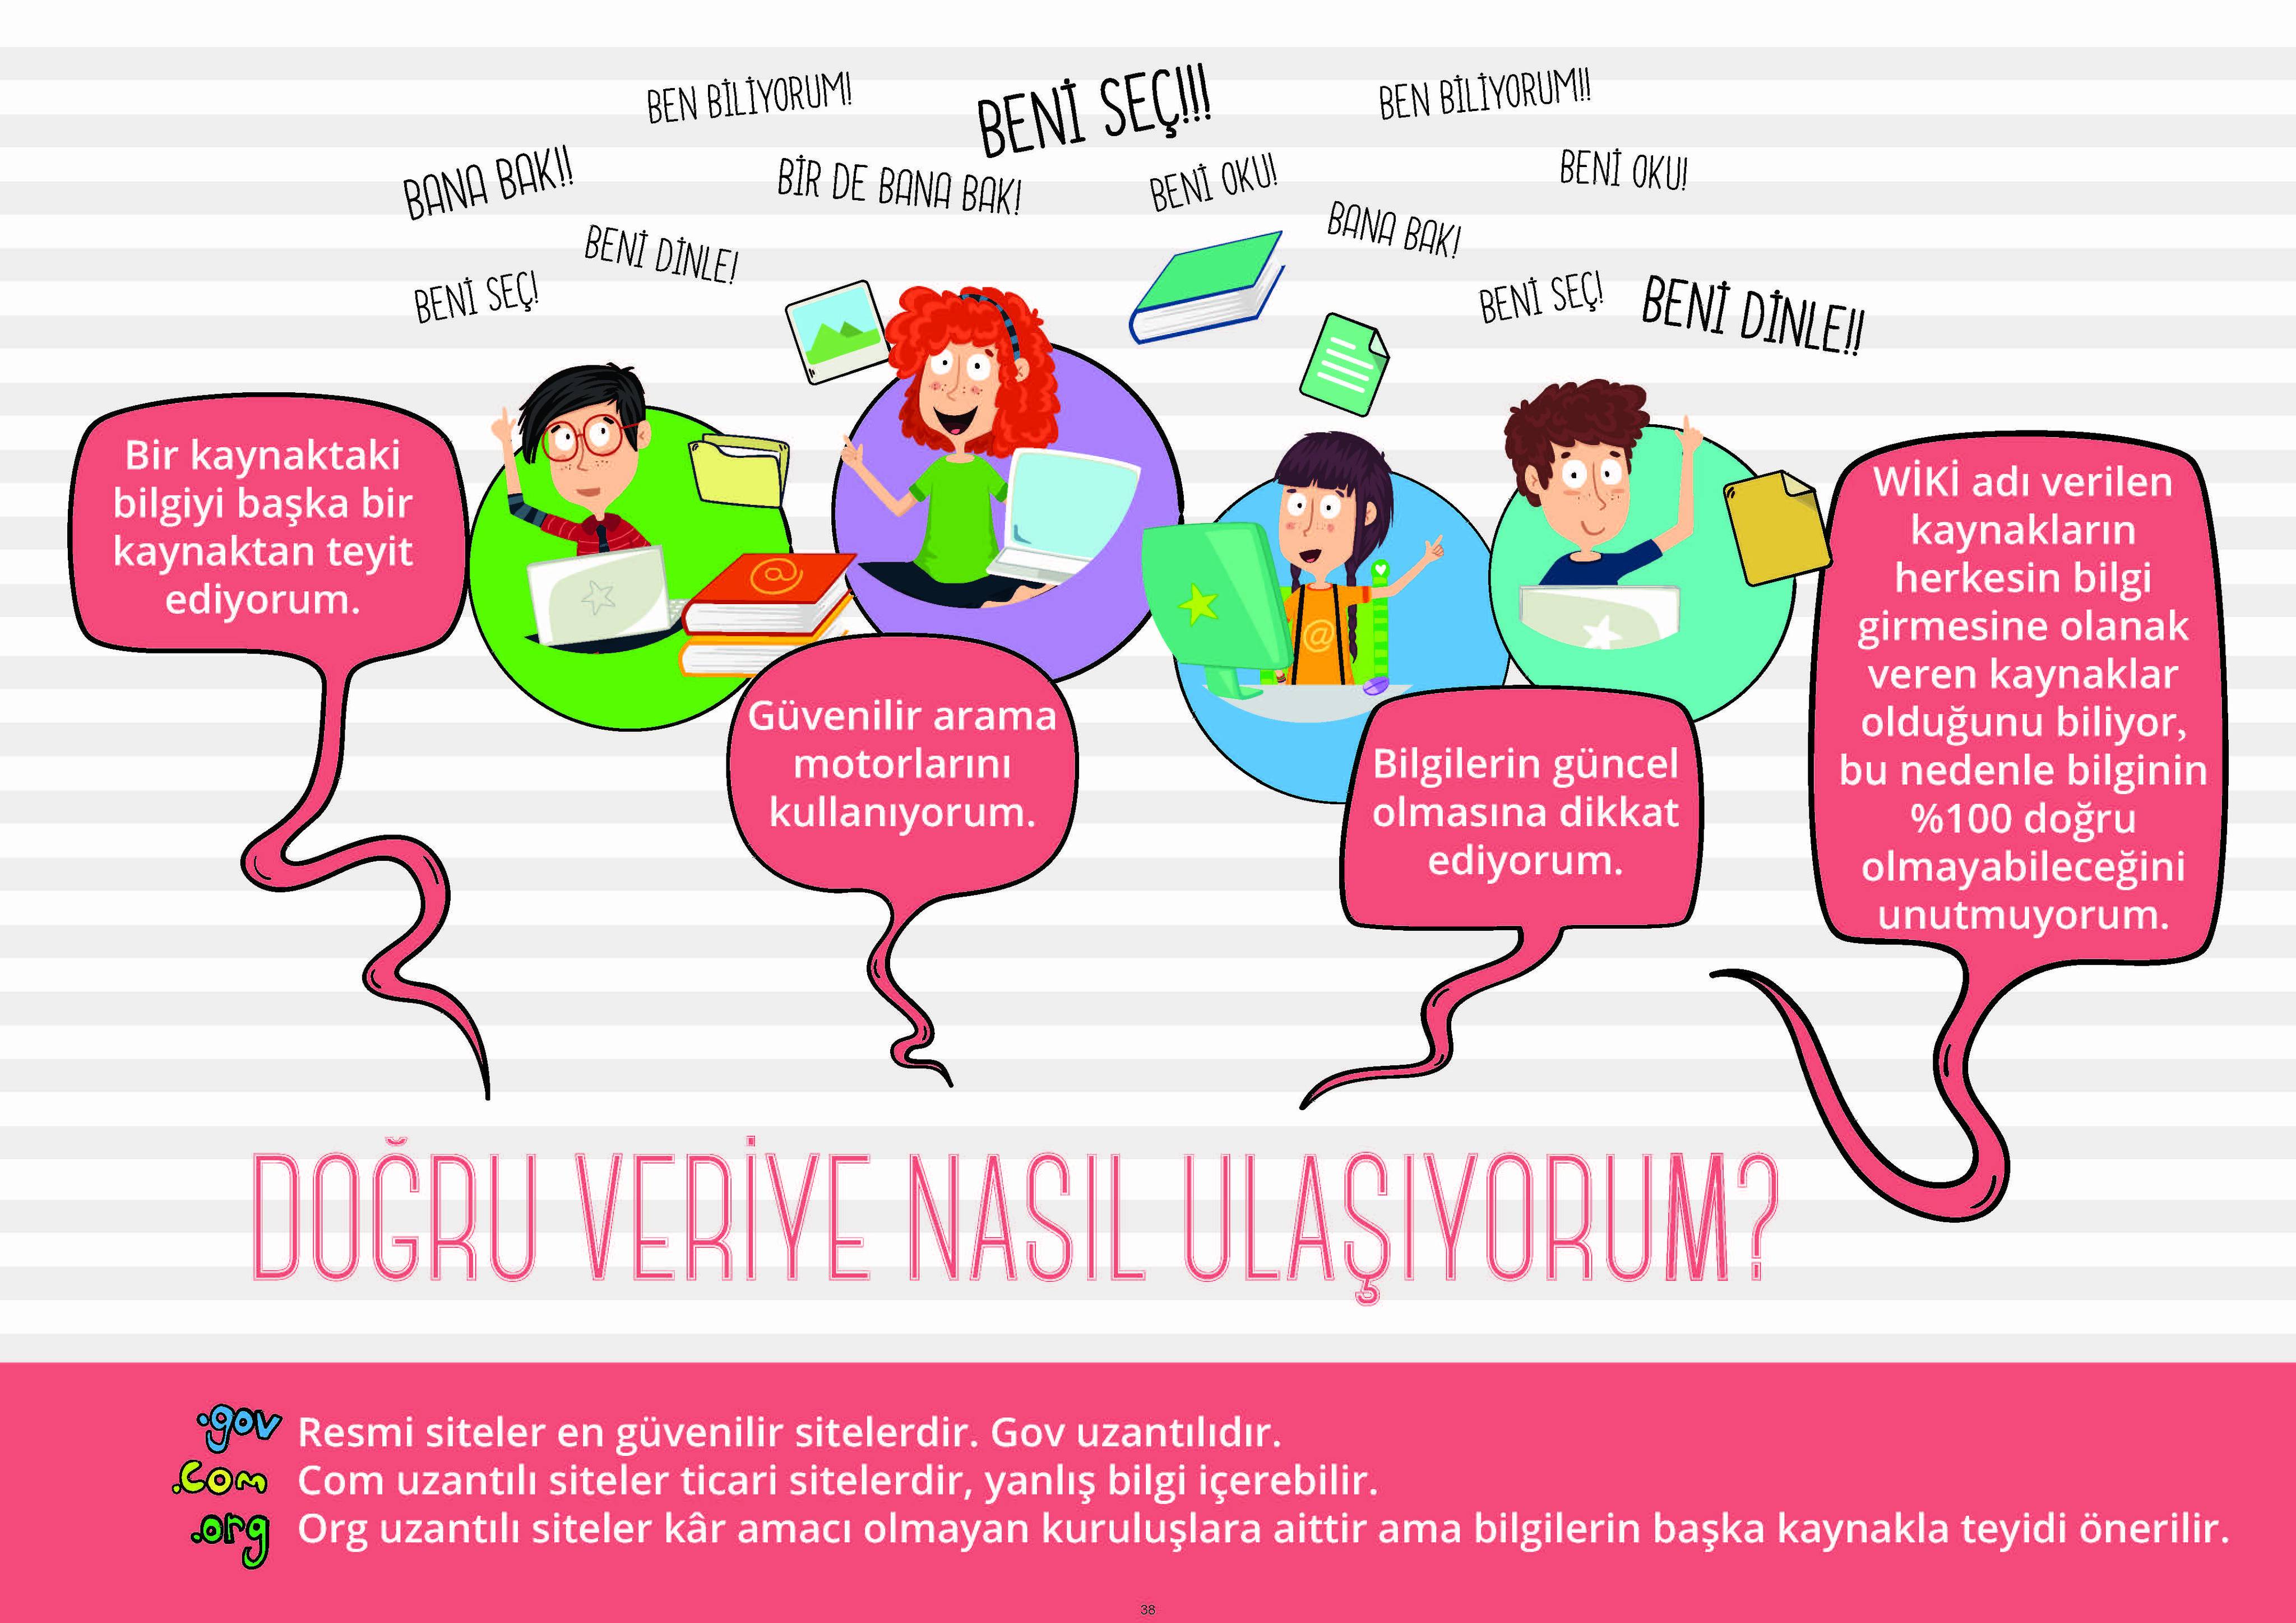 BEN BİLİYORUM!
BENİ SEÇ!!!
BEN BİLİYORUM!!
BANA BAK!!
BİR DE BANA BAK!
BENİ OKU!
BENİ OKU!
BENİ DİNLE!
BANA BAK!
BENİ SEÇ!
BENİ SEÇ!
BENİ DİNLE!!
Bir kaynaktaki
bilgiyi başka bir
kaynaktan teyit
ediyorum.
@
Güvenilir arama
motorlarını
kullanıyorum.
@
Bilgilerin güncel
olmasına dikkat
ediyorum.
WİKİ adı verilen
kaynakların
herkesin bilgi
girmesine olanak
veren kaynaklar
olduğunu biliyor,
bu nedenle bilginin
%100 doğru
olmayabileceğini
unutmuyorum.
DOĞRU VERİYE NASIL ULAŞIYORUM?
.gov Resmi siteler en güvenilir sitelerdir. Gov uzantılıdır.
.com Com uzantılı siteler ticari sitelerdir, yanlış bilgi içerebilir.
.org Org uzantılı siteler kâr amacı olmayan kuruluşlara aittir ama bilgilerin başka kaynakla teyidi önerilir.
38